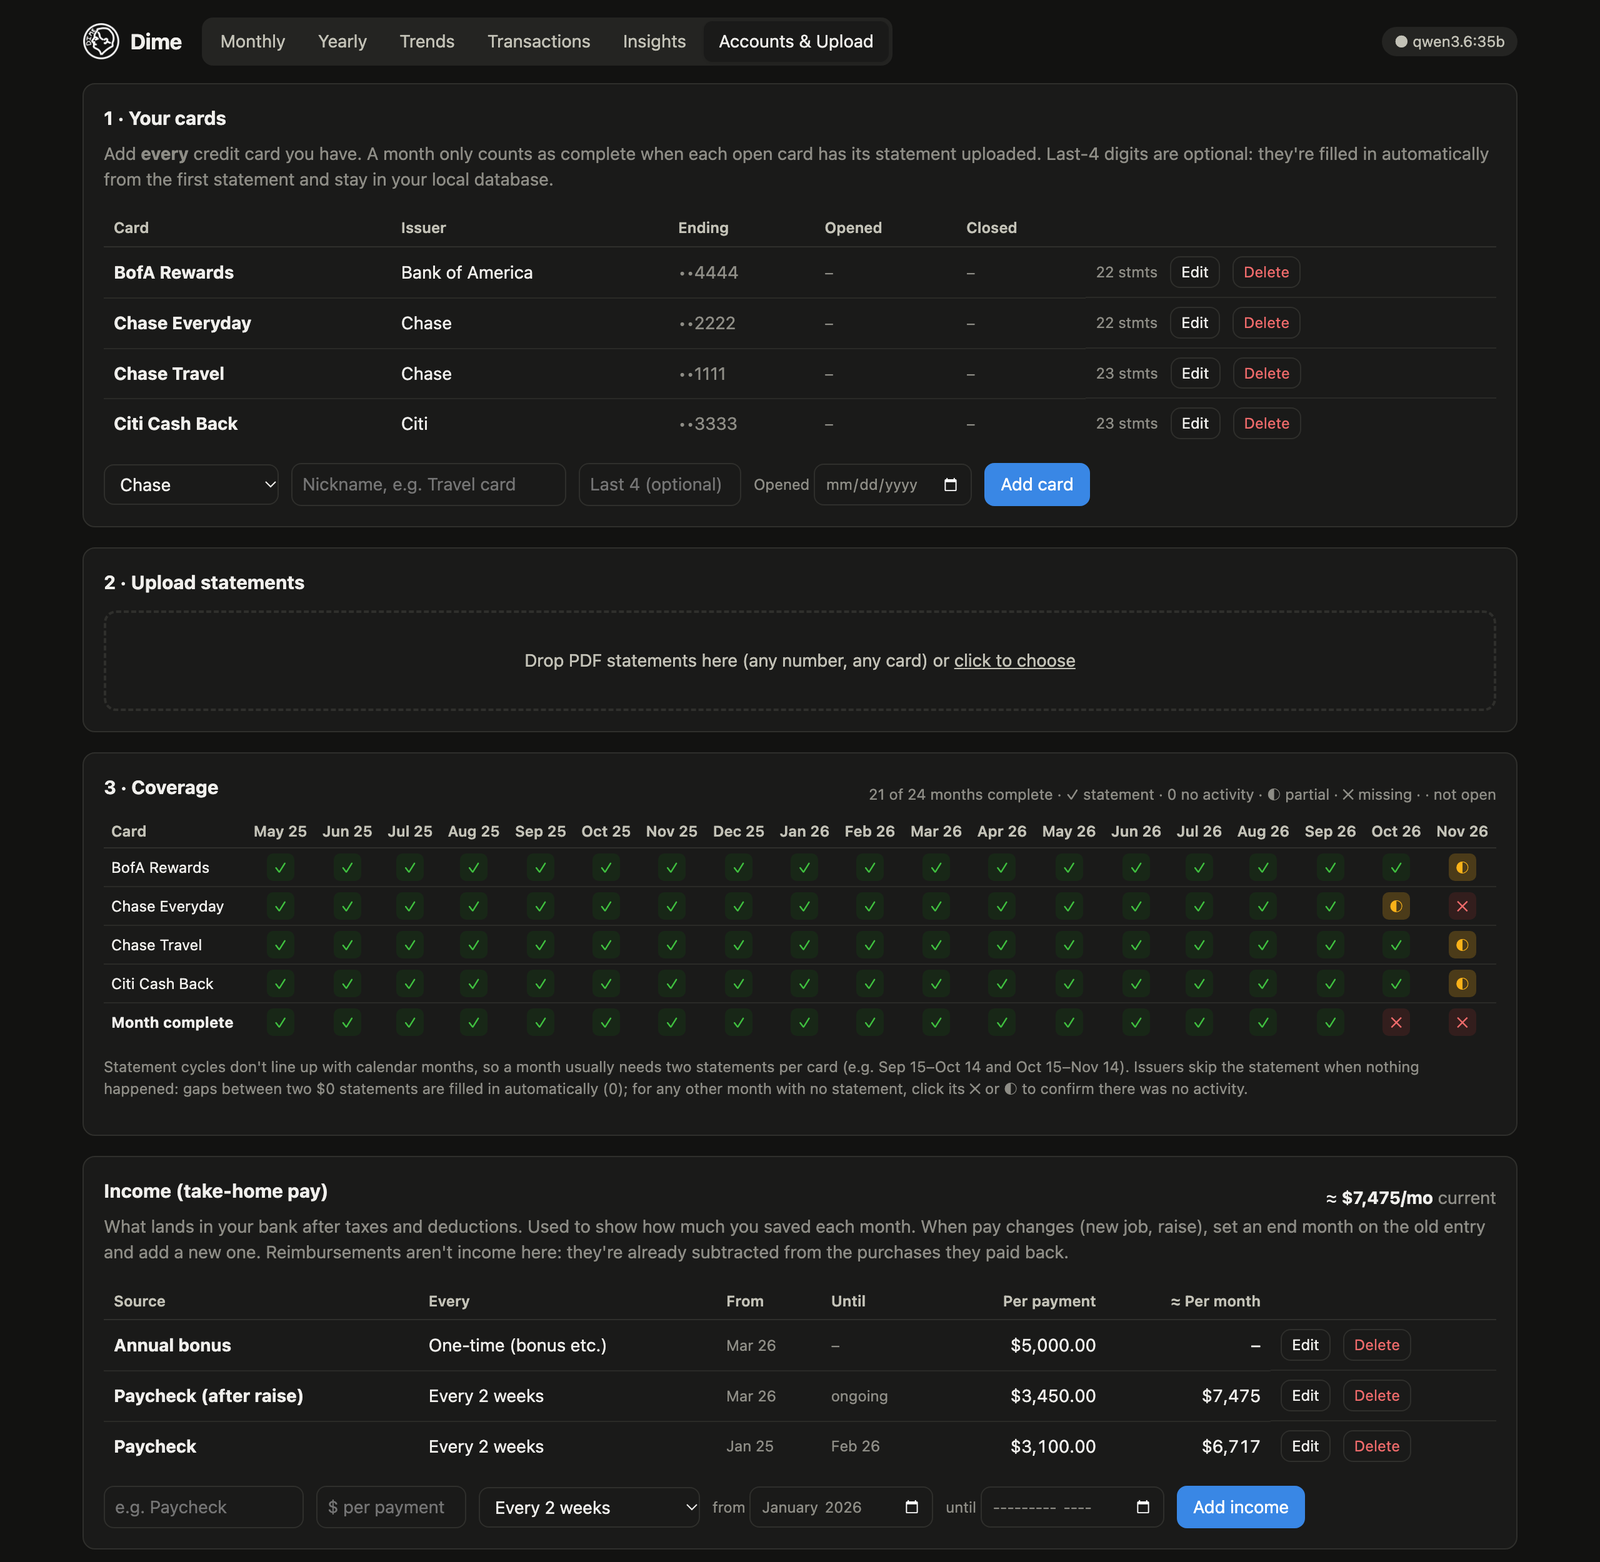 Dime Monthly Yearly Trends Transactions Insights Accounts & Upload qwen3.6:35b
1 · Your cards
Add every credit card you have. A month only counts as complete when each open card has its statement uploaded. Last-4 digits are optional: they're filled in automatically
from the first statement and stay in your local database.
Card Issuer Ending Opened Closed
BofA Rewards Bank of America ••4444 – – 22 stmts Edit Delete
Chase Everyday Chase ••2222 – – 22 stmts Edit Delete
Chase Travel Chase ••1111 – – 23 stmts Edit Delete
Citi Cash Back Citi ••3333 – – 23 stmts Edit Delete
Chase Nickname, e.g. Travel card Last 4 (optional) Opened mm/dd/yyyy Add card
2 · Upload statements
Drop PDF statements here (any number, any card) or click to choose
3 · Coverage
21 of 24 months complete · ✓ statement · 0 no activity · ◐ partial · ✕ missing · · not open
Card May 25 Jun 25 Jul 25 Aug 25 Sep 25 Oct 25 Nov 25 Dec 25 Jan 26 Feb 26 Mar 26 Apr 26 May 26 Jun 26 Jul 26 Aug 26 Sep 26 Oct 26 Nov 26
BofA Rewards ✓ ✓ ✓ ✓ ✓ ✓ ✓ ✓ ✓ ✓ ✓ ✓ ✓ ✓ ✓ ✓ ✓ ✓ ◐
Chase Everyday ✓ ✓ ✓ ✓ ✓ ✓ ✓ ✓ ✓ ✓ ✓ ✓ ✓ ✓ ✓ ✓ ✓ ◐ ✕
Chase Travel ✓ ✓ ✓ ✓ ✓ ✓ ✓ ✓ ✓ ✓ ✓ ✓ ✓ ✓ ✓ ✓ ✓ ✓ ◐
Citi Cash Back ✓ ✓ ✓ ✓ ✓ ✓ ✓ ✓ ✓ ✓ ✓ ✓ ✓ ✓ ✓ ✓ ✓ ✓ ◐
Month complete ✓ ✓ ✓ ✓ ✓ ✓ ✓ ✓ ✓ ✓ ✓ ✓ ✓ ✓ ✓ ✓ ✓ ✕ ✕
Statement cycles don't line up with calendar months, so a month usually needs two statements per card (e.g. Sep 15–Oct 14 and Oct 15–Nov 14). Issuers skip the statement when nothing
happened: gaps between two $0 statements are filled in automatically (0); for any other month with no statement, click its ✕ or ◐ to confirm there was no activity.
Income (take-home pay)
≈ $7,475/mo current
What lands in your bank after taxes and deductions. Used to show how much you saved each month. When pay changes (new job, raise), set an end month on the old entry
and add a new one. Reimbursements aren't income here: they're already subtracted from the purchases they paid back.
Source Every From Until Per payment ≈ Per month
Annual bonus One-time (bonus etc.) Mar 26 – $5,000.00 – Edit Delete
Paycheck (after raise) Every 2 weeks Mar 26 ongoing $3,450.00 $7,475 Edit Delete
Paycheck Every 2 weeks Jan 25 Feb 26 $3,100.00 $6,717 Edit Delete
e.g. Paycheck $ per payment Every 2 weeks from January 2026 until --------- ---- Add income